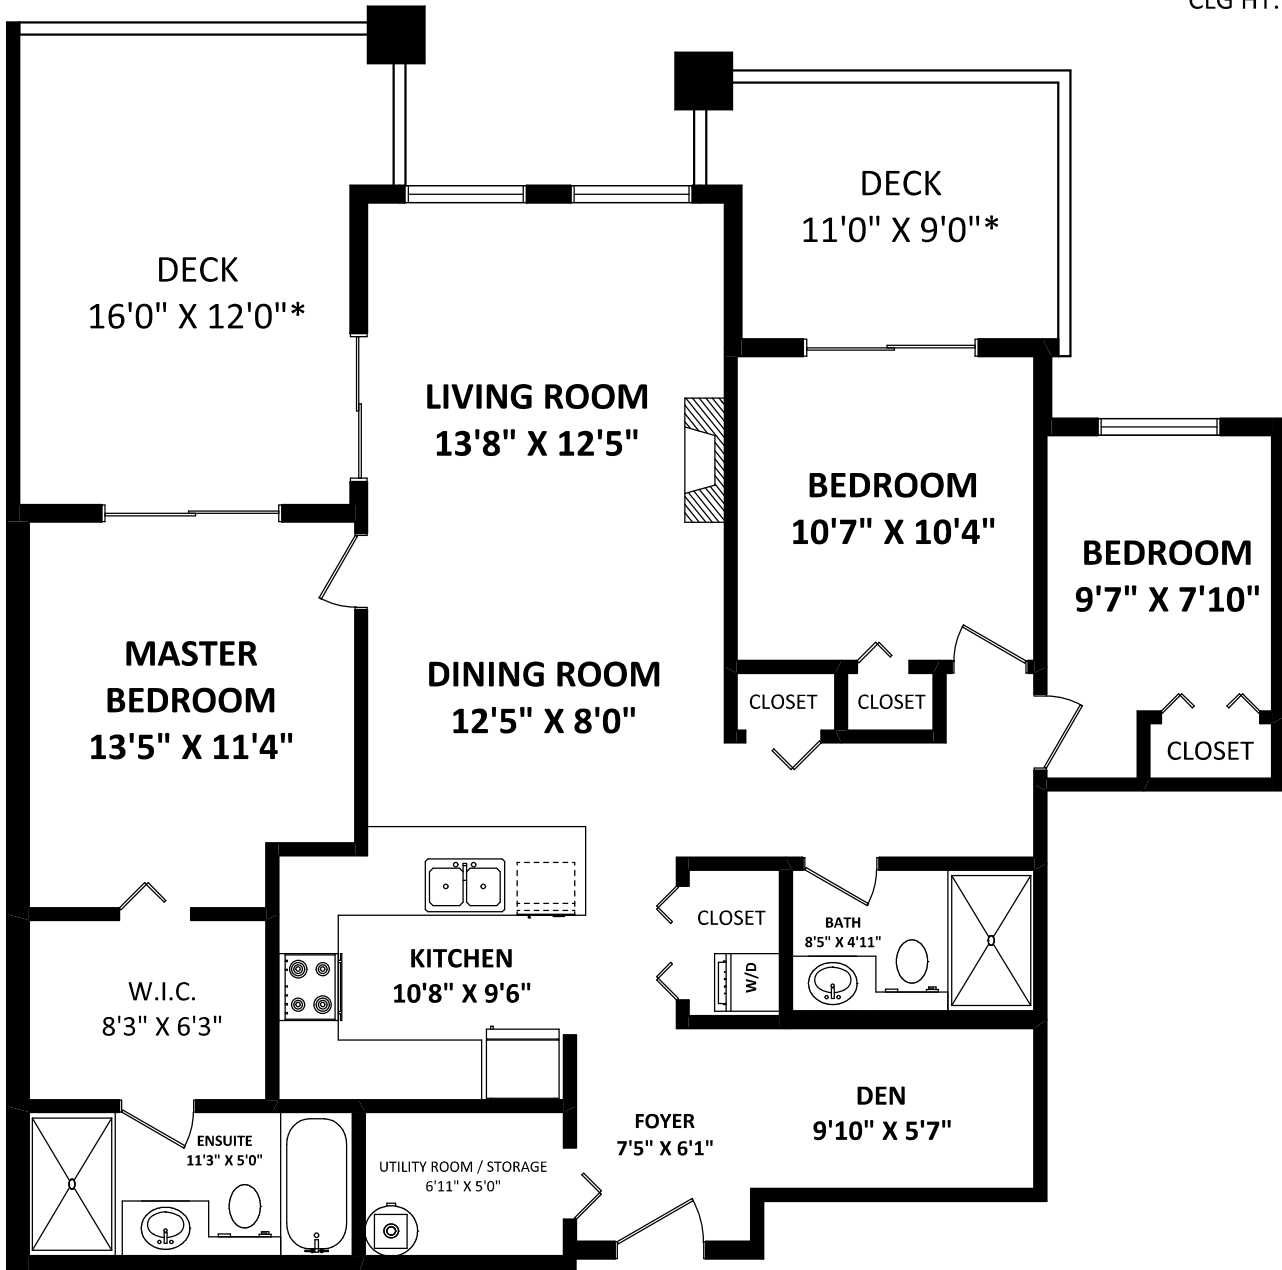 CLG HT.
DECK
11'0" X 9'0"*
DECK
16'0" X 12'0"*
LIVING ROOM
13'8" X 12'5"
BEDROOM
10'7" X 10'4"
BEDROOM
9'7" X 7'10"
MASTER
BEDROOM
13'5" X 11'4"
DINING ROOM
12'5" X 8'0"
CLOSET
CLOSET
CLOSET
CLOSET
W/D
BATH
8'5" X 4'11"
KITCHEN
10'8" X 9'6"
W.I.C.
8'3" X 6'3"
DEN
9'10" X 5'7"
FOYER
7'5" X 6'1"
ENSUITE
11'3" X 5'0"
UTILITY ROOM / STORAGE
6'11" X 5'0"